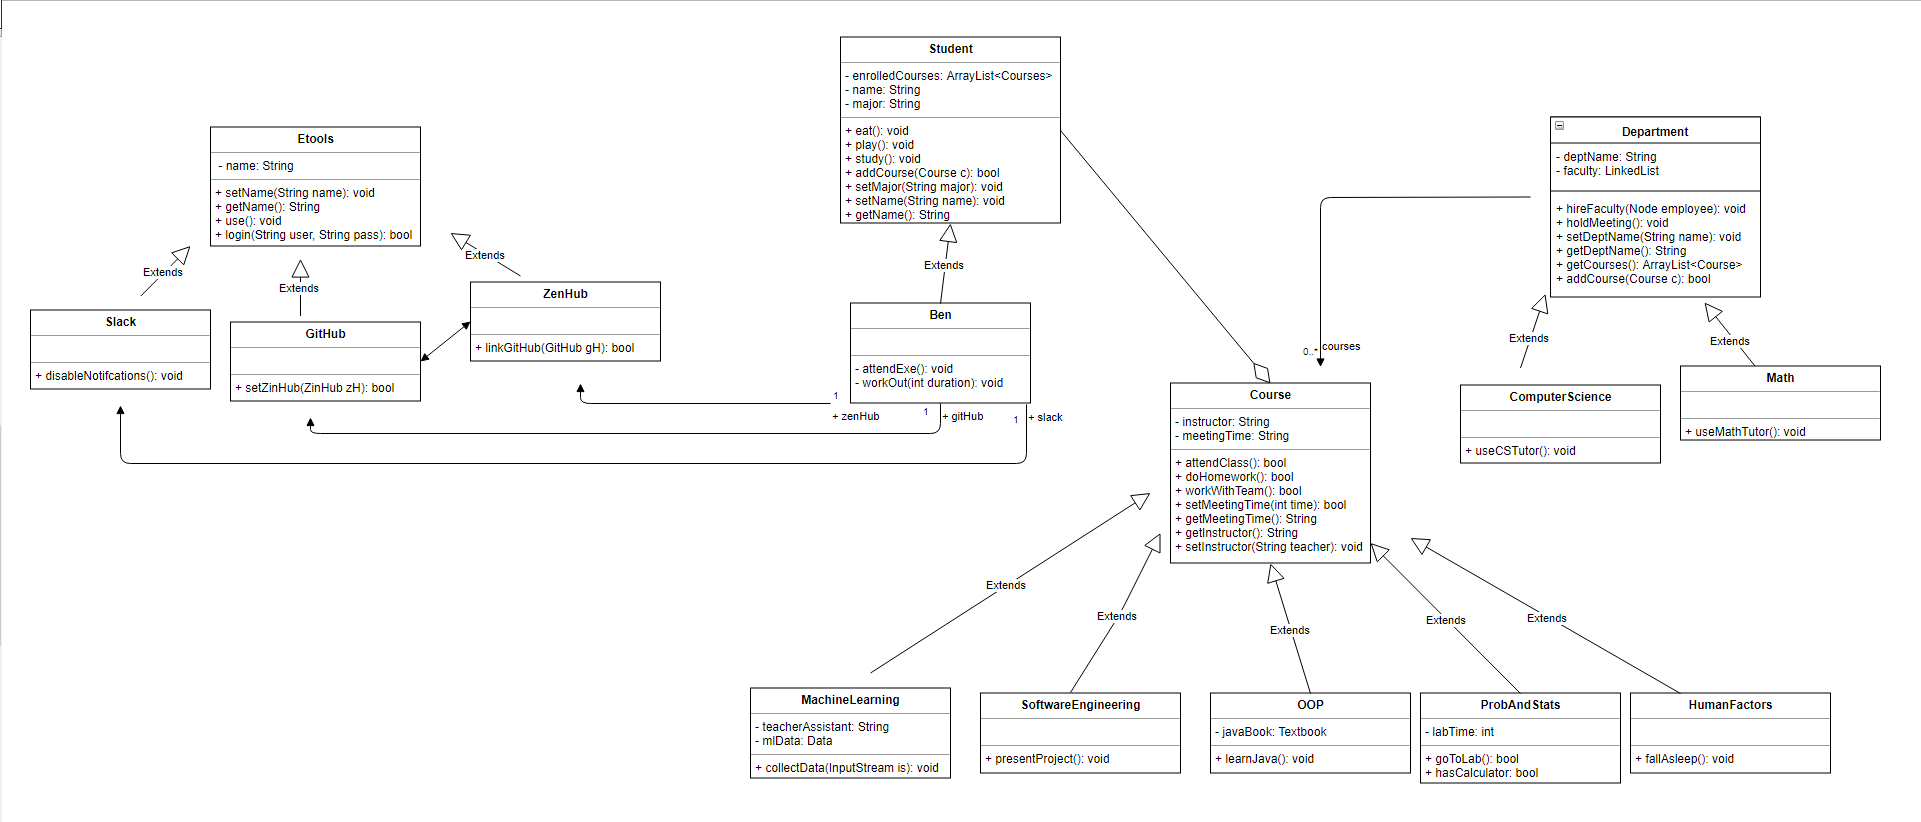 Student
- enrolledCourses: ArrayList<Courses>
- name: String
- major: String
+ eat(): void
+ play(): void
+ study(): void
+ addCourse(Course c): bool
+ setMajor(String major): void
+ setName(String name): void
+ getName(): String
Etools
- name: String
+ setName(String name): void
+ getName(): String
+ use(): void
+ login(String user, String pass): bool
Department
- deptName: String
- faculty: LinkedList
+ hireFaculty(Node employee): void
+ holdMeeting(): void
+ setDeptName(String name): void
+ getDeptName(): String
+ getCourses(): ArrayList<Course>
+ addCourse(Course c): bool
Extends
Extends
Extends
Extends
Slack
+ disableNotifcations(): void
GitHub
+ setZinHub(ZinHub zH): bool
ZenHub
+ linkGitHub(GitHub gH): bool
Ben
- attendExe(): void
- workOut(int duration): void
1
+ zenHub
1
+ gitHub
1
+ slack
0..*
courses
Extends
Extends
Course
- instructor: String
- meetingTime: String
+ attendClass(): bool
+ doHomework(): bool
+ workWithTeam(): bool
+ setMeetingTime(int time): bool
+ getMeetingTime(): String
+ getInstructor(): String
+ setInstructor(String teacher): void
ComputerScience
+ useCSTutor(): void
Math
+ useMathTutor(): void
Extends
Extends
Extends
Extends
Extends
MachineLearning
- teacherAssistant: String
- mlData: Data
+ collectData(InputStream is): void
SoftwareEngineering
+ presentProject(): void
OOP
- javaBook: Textbook
+ learnJava(): void
ProbAndStats
- labTime: int
+ goToLab(): bool
+ hasCalculator: bool
HumanFactors
+ fallAsleep(): void